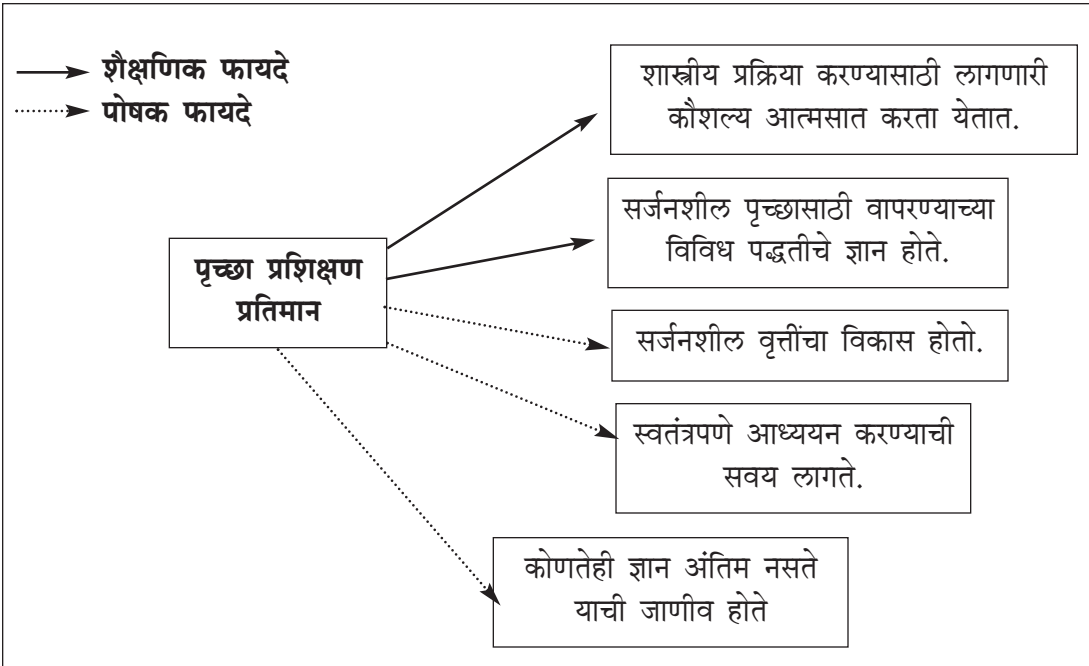 शैक्षणिक फायदे
पोषक फायदे
शास्त्रीय प्रक्रिया करण्यासाठी लागणारी
कौशल्य आत्मसात करता येतात.
सर्जनशील पृच्छासाठी वापरण्याच्या
विविध पद्धतीचे ज्ञान होते.
पृच्छा प्रशिक्षण
प्रतिमान
सर्जनशील वृत्तींचा विकास होतो.
स्वतंत्रपणे आध्ययन करण्याची
सवय लागते.
कोणतेही ज्ञान अंतिम नसते
याची जाणीव होते